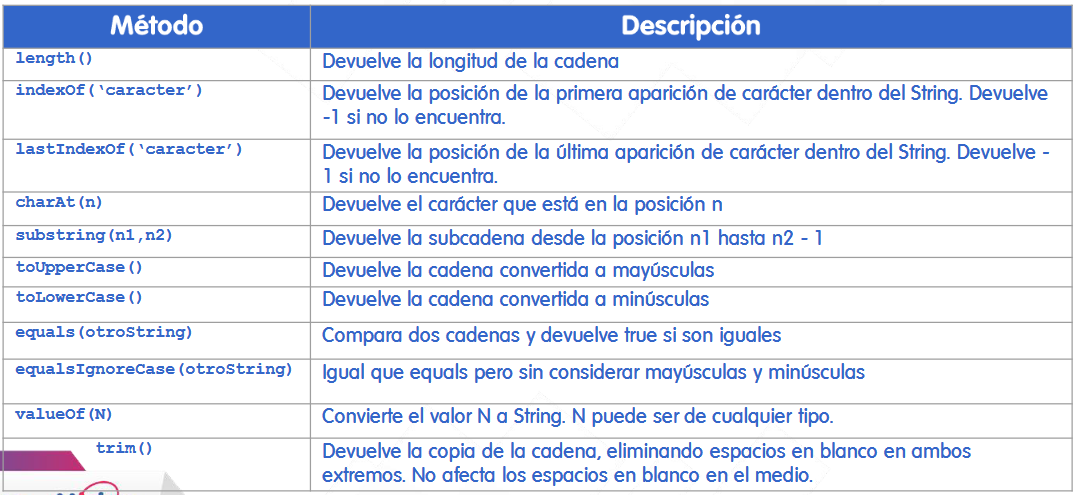 Método
Descripción
length()
Devuelve la longitud de la cadena
indexOf(‘caracter’)
Devuelve la posición de la primera aparición de carácter dentro del String. Devuelve
-1 si no lo encuentra.
lastIndexOf(‘caracter’)
Devuelve la posición de la última aparición de carácter dentro del String. Devuelve -
1 si no lo encuentra.
charAt(n)
Devuelve el carácter que está en la posición n
substring(n1,n2)
Devuelve la subcadena desde la posición n1 hasta n2 - 1
toUpperCase()
Devuelve la cadena convertida a mayúsculas
toLowerCase()
Devuelve la cadena convertida a minúsculas
equals(otroString)
Compara dos cadenas y devuelve true si son iguales
equalsIgnoreCase(otroString)
Igual que equals pero sin considerar mayúsculas y minúsculas
valueOf(N)
Convierte el valor N a String. N puede ser de cualquier tipo.
trim()
Devuelve la copia de la cadena, eliminando espacios en blanco en ambos
extremos. No afecta los espacios en blanco en el medio.